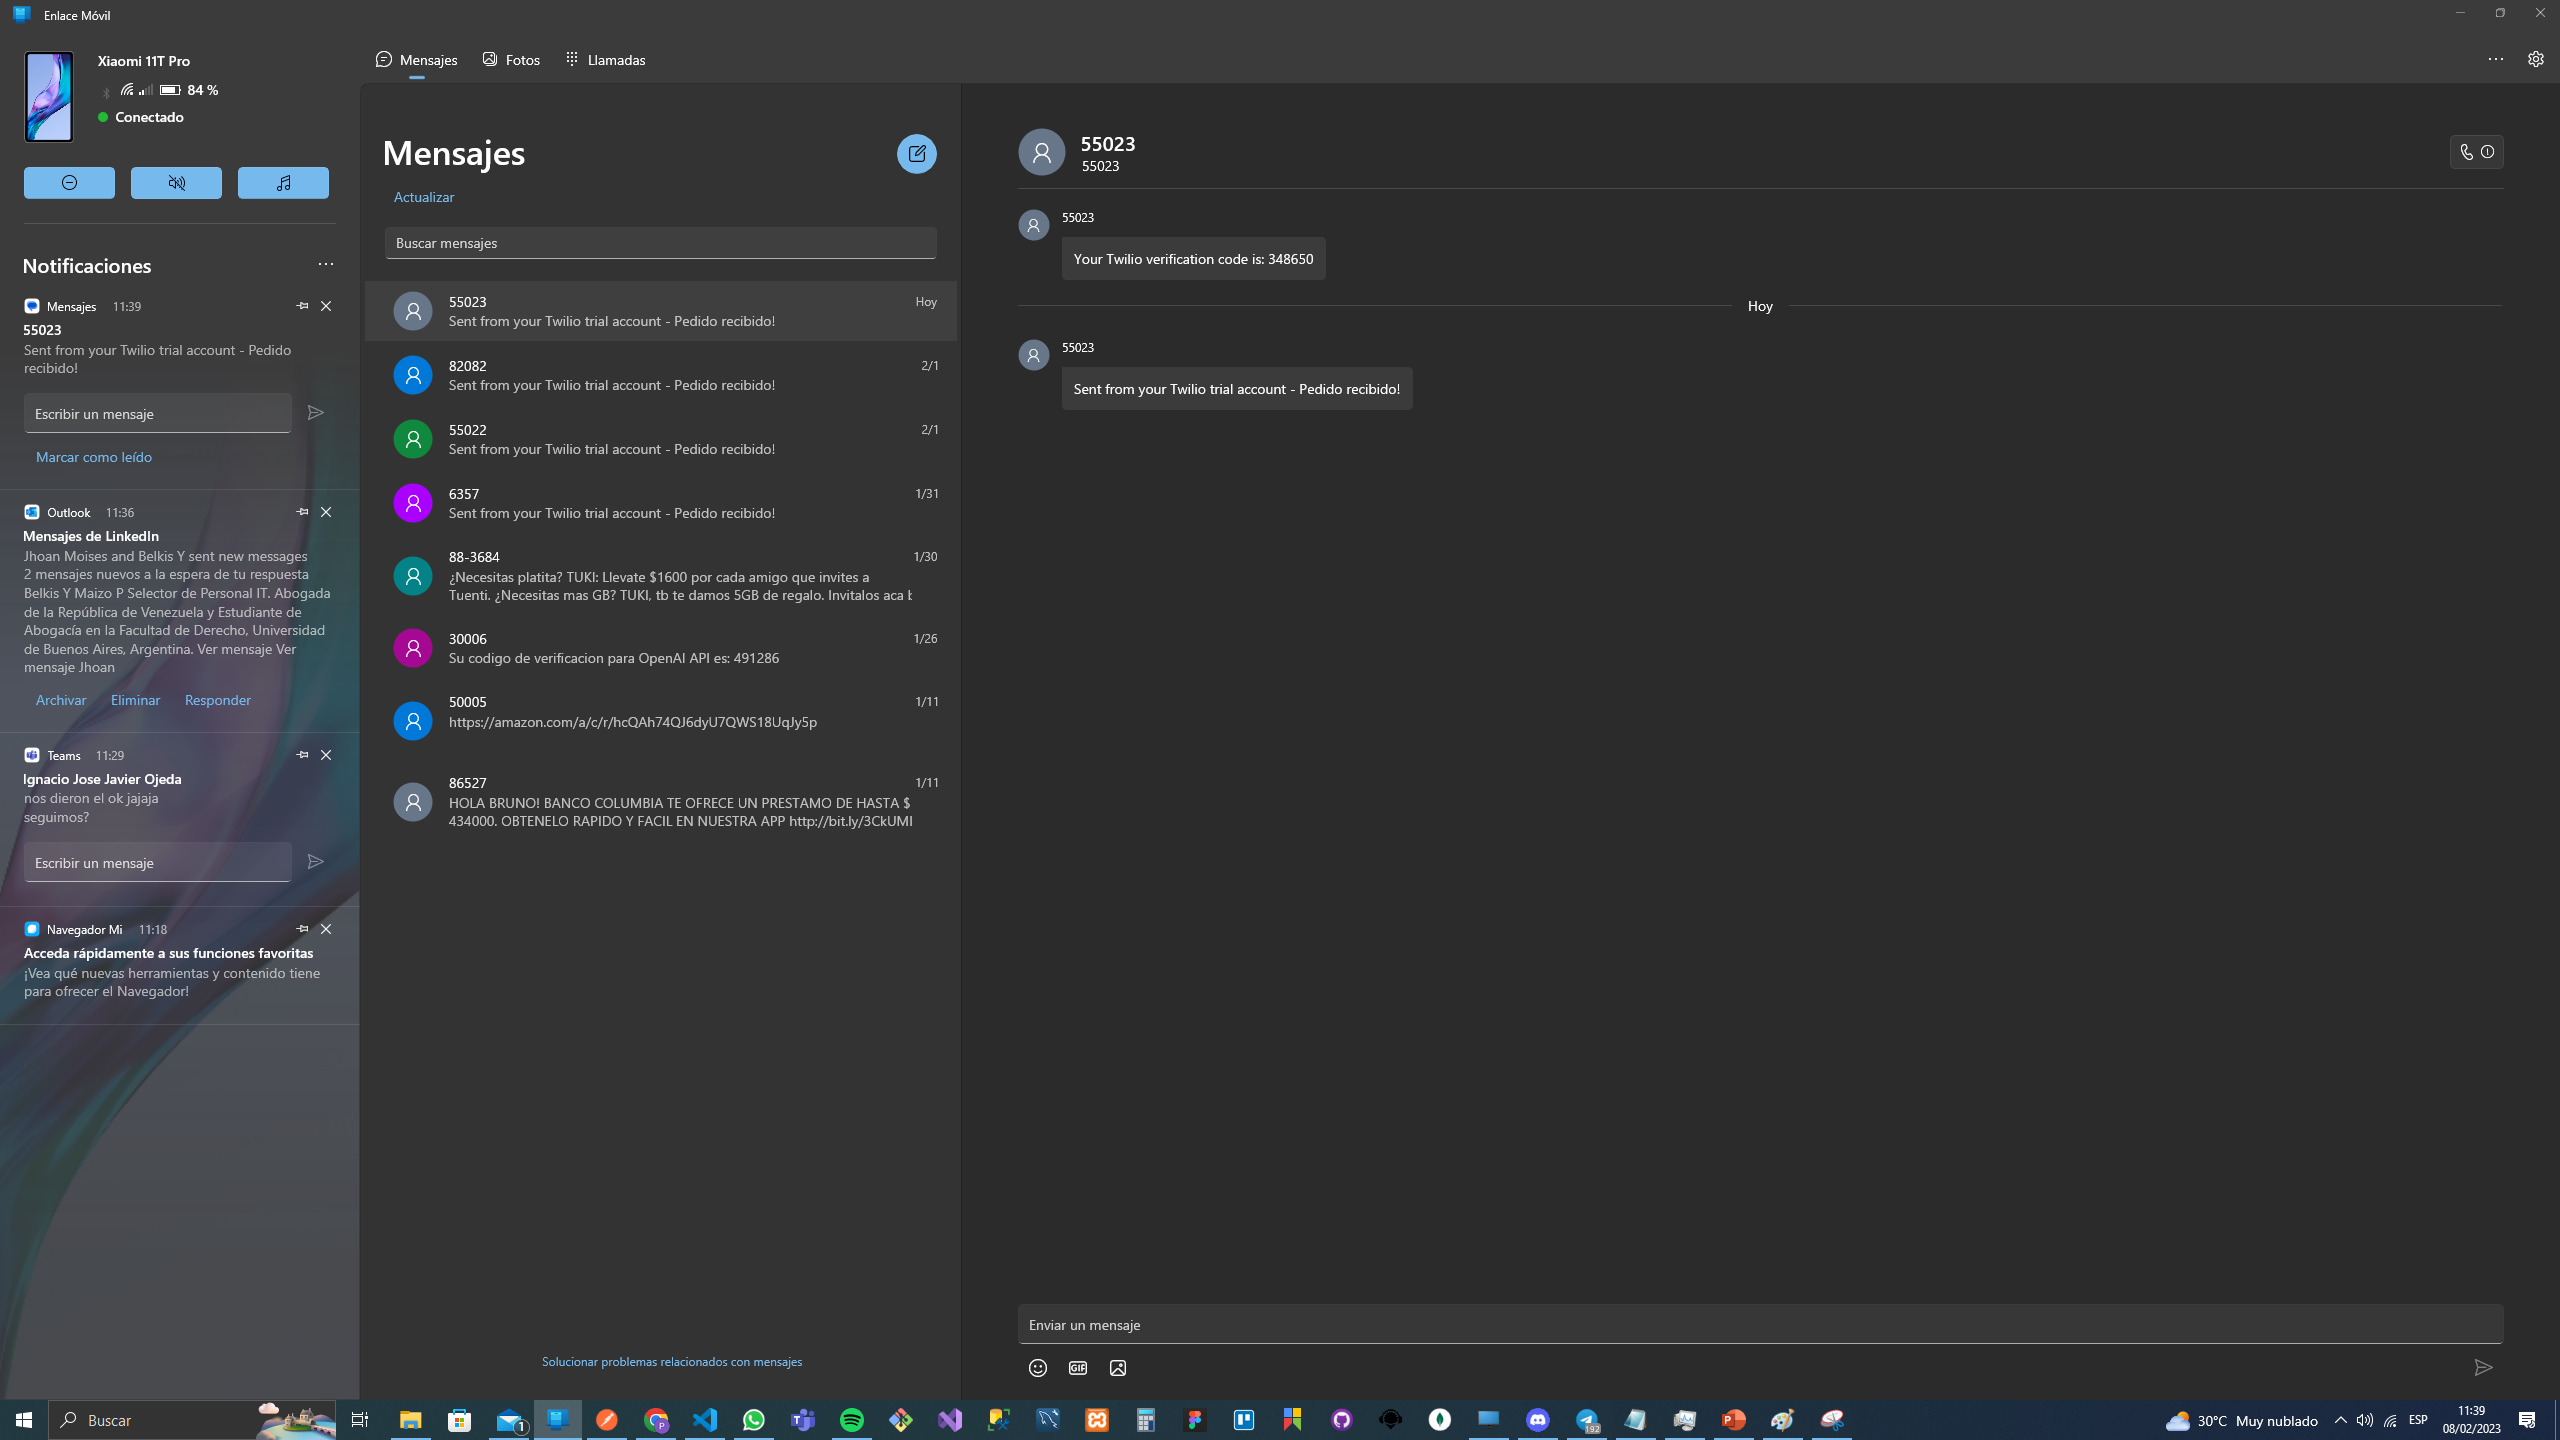 Enlace Móvil
Xiaomi 11T Pro
84 %
Conectado
Notificaciones
Mensajes 11:39
55023
Sent from your Twilio trial account - Pedido
recibido!
Escribir un mensaje
Marcar como leído
Outlook 11:36
Mensajes de LinkedIn
Jhoan Moises and Belkis Y sent new messages
2 mensajes nuevos a la espera de tu respuesta
Belkis Y Maizo P Selector de Personal IT. Abogada
de la República de Venezuela y Estudiante de
Abogacía en la Facultad de Derecho, Universidad
de Buenos Aires, Argentina. Ver mensaje Ver
mensaje Jhoan
Archivar Eliminar Responder
Teams 11:29
Ignacio Jose Javier Ojeda
nos dieron el ok jajaja
seguimos?
Escribir un mensaje
Navegador Mi 11:18
Acceda rápidamente a sus funciones favoritas
¡Vea qué nuevas herramientas y contenido tiene
para ofrecer el Navegador!
Mensajes Fotos Llamadas
Mensajes
Actualizar
Buscar mensajes
55023 Hoy
Sent from your Twilio trial account - Pedido recibido!
82082 2/1
Sent from your Twilio trial account - Pedido recibido!
55022 2/1
Sent from your Twilio trial account - Pedido recibido!
6357 1/31
Sent from your Twilio trial account - Pedido recibido!
88-3684 1/30
¿Necesitas platita? TUKI: Llevate $1600 por cada amigo que invites a
Tuenti. ¿Necesitas mas GB? TUKI, tb te damos 5GB de regalo. Invitalos aca
30006 1/26
Su codigo de verificacion para OpenAI API es: 491286
50005 1/11
https://amazon.com/a/c/r/hcQAh74QJ6dyU7QWS18UqJy5p
86527 1/11
HOLA BRUNO! BANCO COLUMBIA TE OFRECE UN PRESTAMO DE HASTA $
434000. OBTENELO RAPIDO Y FACIL EN NUESTRA APP http://bit.ly/3CkUMI
Solucionar problemas relacionados con mensajes
55023
55023
55023
Your Twilio verification code is: 348650
Hoy
55023
Sent from your Twilio trial account - Pedido recibido!
Enviar un mensaje
GIF
Buscar
1
192
30°C Muy nublado
ESP
11:39
08/02/2023